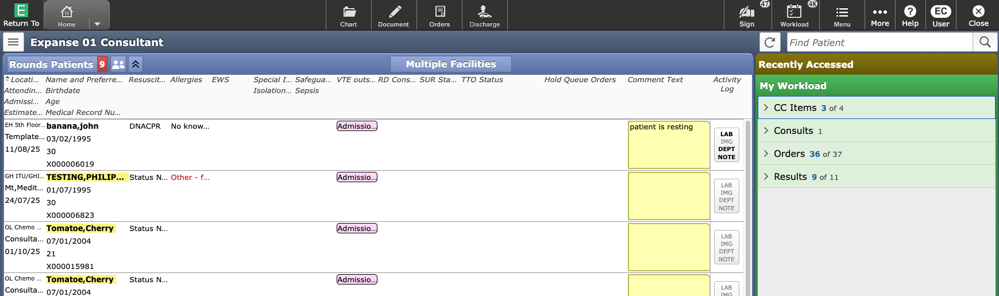 E
Return To
Home
Chart
Document
Orders
Discharge
47
Sign
48
Workload
Menu
More
? Help
EC
User
Close
Expanse 01 Consultant
Find Patient
Rounds Patients 9
Multiple Facilities
Recently Accessed
Locati... Name and Preferre... Resuscit... Allergies EWS Special I... Safegua... VTE outs... RD Cons... SUR Sta... TTO Status Hold Queue Orders Comment Text Activity Log
Attendin... Birthdate Isolation... Sepsis
Admissi... Age
Estimate... Medical Record Nu...
EH 5th Floor... banana,john DNACPR No know... Admissio... patient is resting
Template... 03/02/1995
11/08/25 30
X000006019
LAB
IMG
DEPT
NOTE
GH ITU/GHI... TESTING,PHILIP... Status N... Other - f... Admissio...
Mt,Medit... 01/07/1995
24/07/25 30
X000006823
LAB
IMG
DEPT
NOTE
OL Chemo ... Tomatoe,Cherry Status N... Admissio...
Consulta... 07/01/2004
01/10/25 21
X000015981
LAB
IMG
DEPT
NOTE
OL Chemo ... Tomatoe,Cherry Status N... Admissio...
Consulta... 07/01/2004
LAB
IMG
My Workload
CC Items 3 of 4
Consults 1
Orders 36 of 37
Results 9 of 11